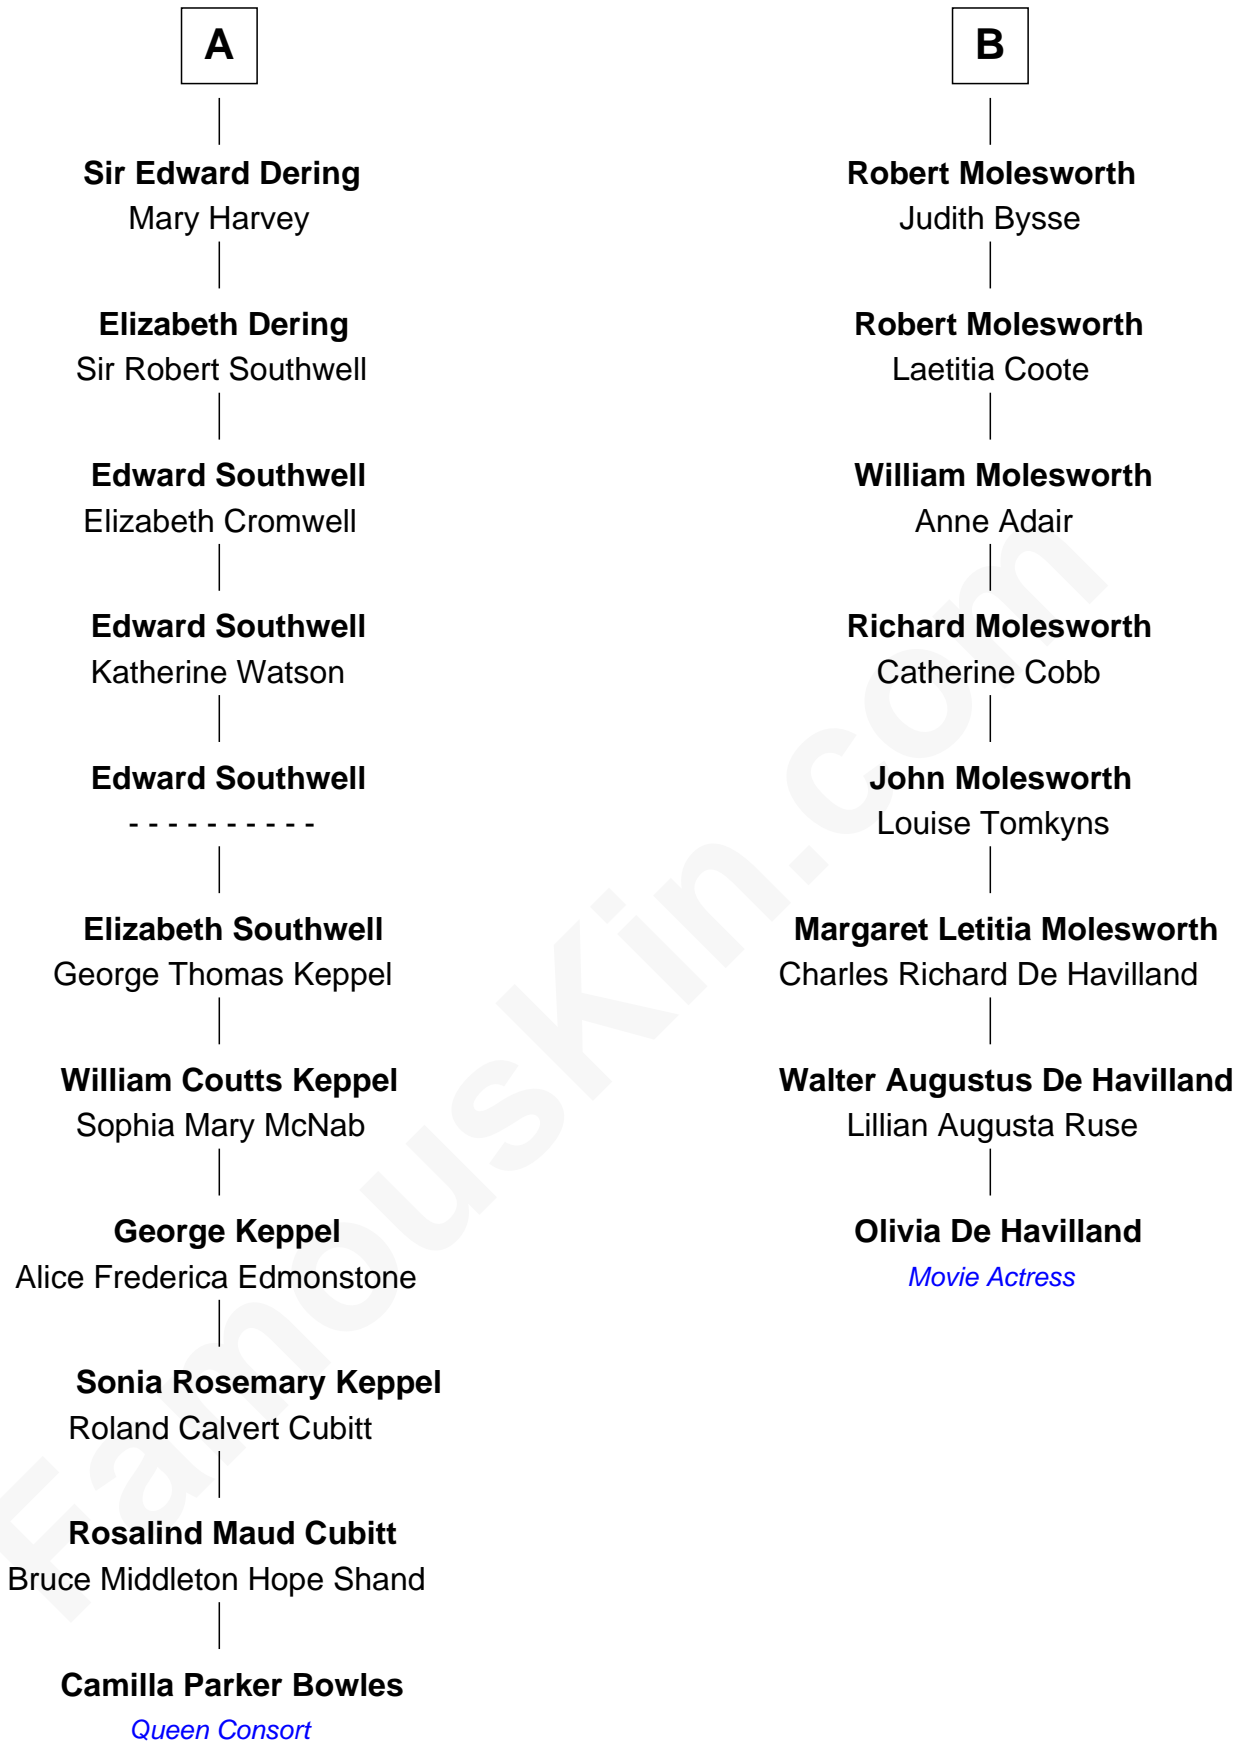 A
Sir Edward Dering
Mary Harvey
Elizabeth Dering
Sir Robert Southwell
Edward Southwell
Elizabeth Cromwell
Edward Southwell
Katherine Watson
Edward Southwell
- - - - - - - - - -
Elizabeth Southwell
George Thomas Keppel
William Coutts Keppel
Sophia Mary McNab
George Keppel
Alice Frederica Edmonstone
Sonia Rosemary Keppel
Roland Calvert Cubitt
Rosalind Maud Cubitt
Bruce Middleton Hope Shand
Camilla Parker Bowles
Queen Consort
B
Robert Molesworth
Judith Bysse
Robert Molesworth
Laetitia Coote
William Molesworth
Anne Adair
Richard Molesworth
Catherine Cobb
John Molesworth
Louise Tomkyns
Margaret Letitia Molesworth
Charles Richard De Havilland
Walter Augustus De Havilland
Lillian Augusta Ruse
Olivia De Havilland
Movie Actress
FamousKin.com